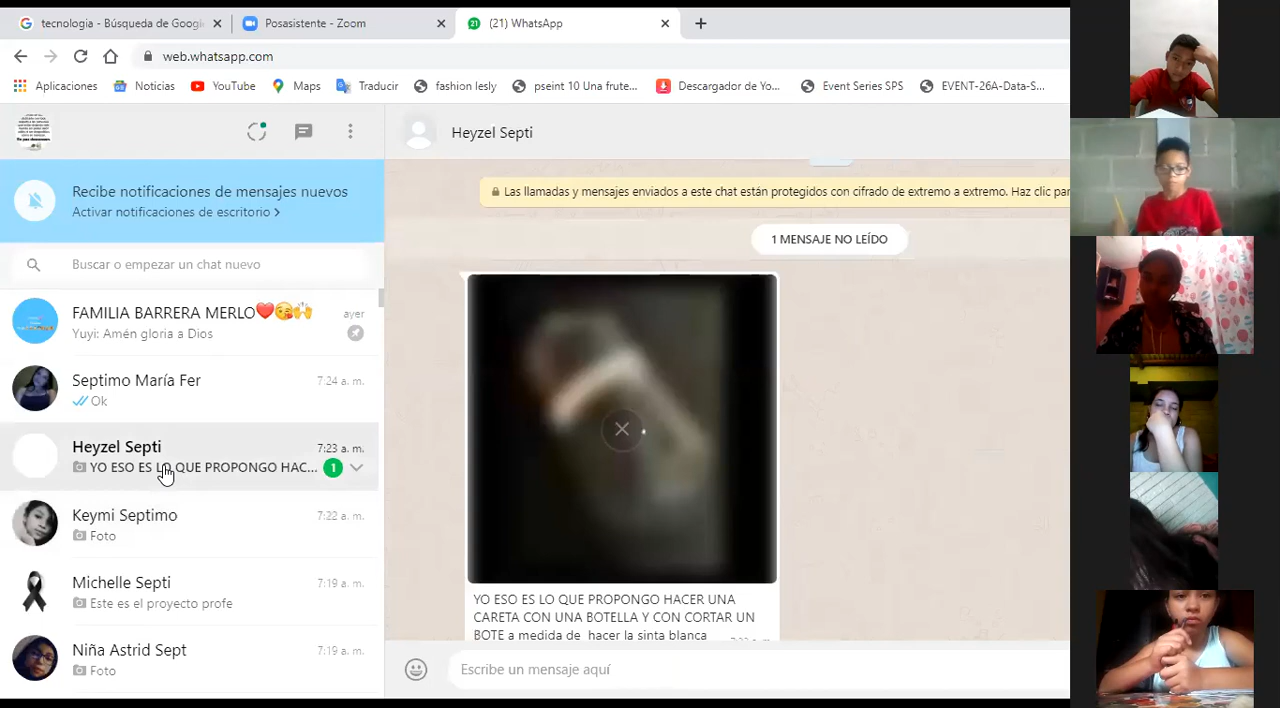 tecnologia - Búsqueda de Googl
Posasistente - Zoom
21
(21) WhatsApp
web.whatsapp.com
Aplicaciones
Noticias
YouTube
Maps
Traducir
fashion lesly
pseint 10 Una frute...
Descargador de Yo...
Event Series SPS
EVENT-26A-Data-S...
Recibe notificaciones de mensajes nuevos
Activar notificaciones de escritorio >
Buscar o empezar un chat nuevo
FAMILIA BARRERA MERLO❤️😘🙌
ayer
Yuyi: Amén gloria a Dios
Septimo María Fer
7:24 a. m.
Ok
Heyzel Septi
7:23 a. m.
YO ESO ES LO QUE PROPONGO HAC...
1
Keymi Septimo
7:22 a. m.
Foto
Michelle Septi
7:19 a. m.
Este es el proyecto profe
Niña Astrid Sept
7:19 a. m.
Foto
Heyzel Septi
Las llamadas y mensajes enviados a este chat están protegidos con cifrado de extremo a extremo. Haz clic par
1 MENSAJE NO LEÍDO
YO ESO ES LO QUE PROPONGO HACER UNA
CARETA CON UNA BOTELLA Y CON CORTAR UN
BOTE a medida de hacer la sinta blanca
Escribe un mensaje aquí